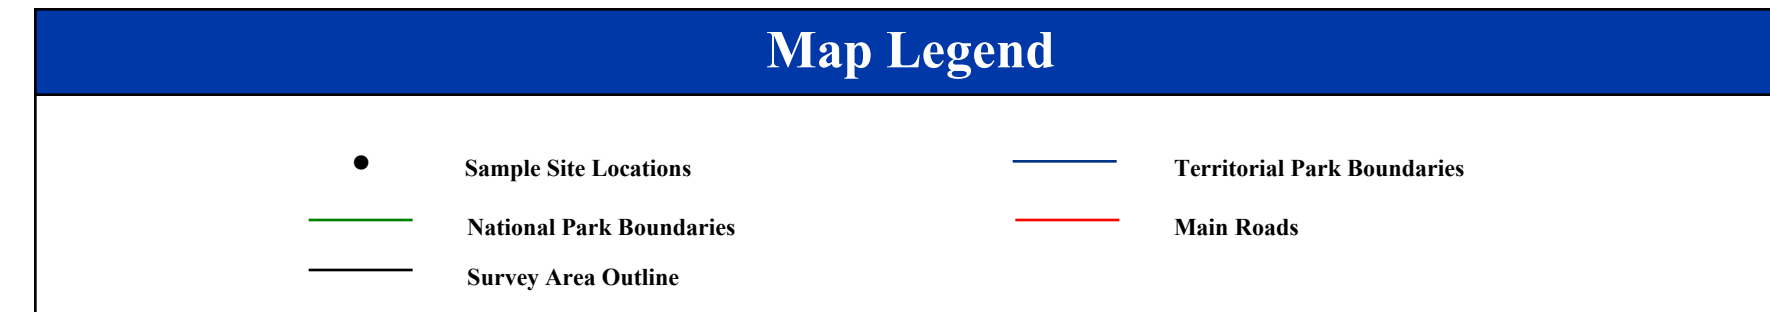 Map Legend
Sample Site Locations
Territorial Park Boundaries
National Park Boundaries
Main Roads
Survey Area Outline